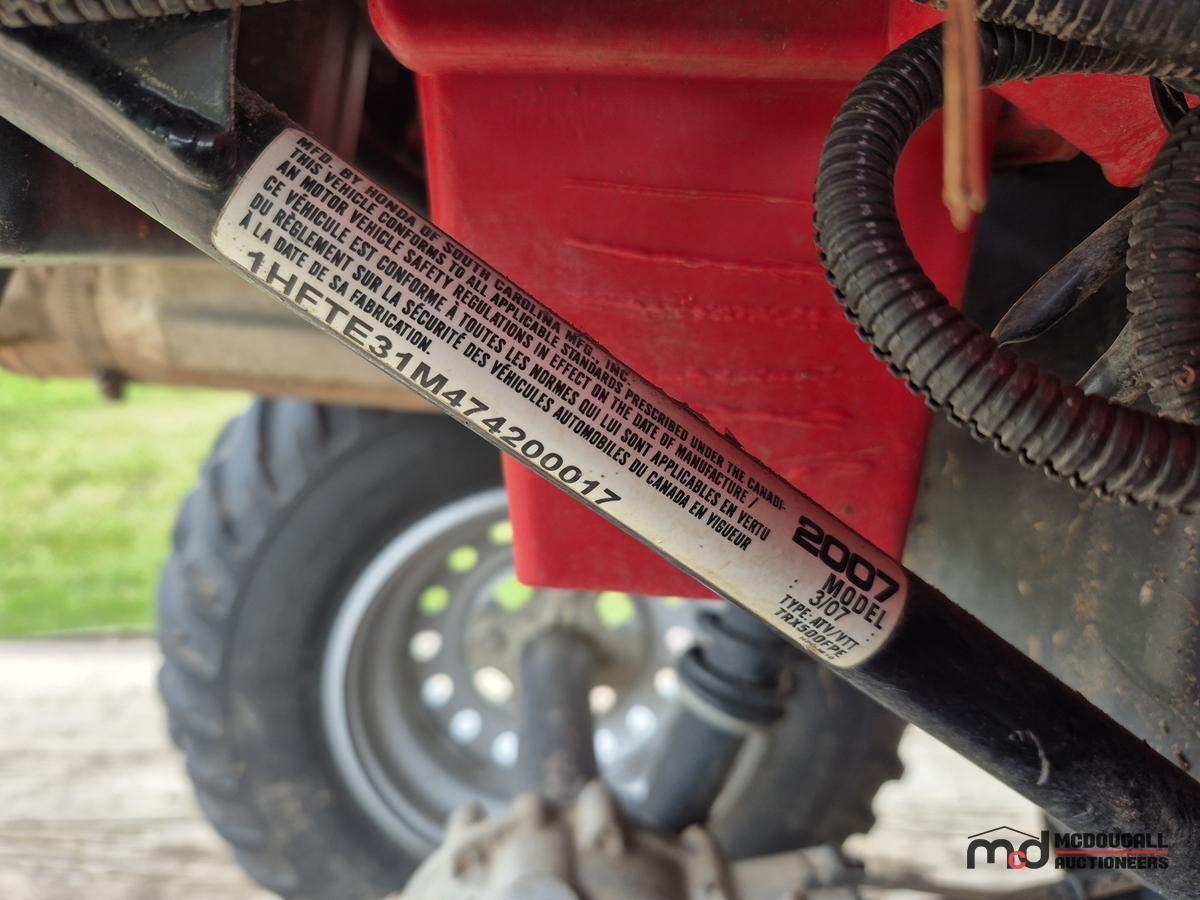 MFD. BY HONDA OF SOUTH CAROLINA MFG., INC.
THIS VEHICLE CONFORMS TO ALL APPLICABLE STANDARDS PRESCRIBED UNDER THE CANADI-
AN MOTOR VEHICLE SAFETY REGULATIONS IN EFFECT ON THE DATE OF MANUFACTURE /
CE VÉHICULE EST CONFORME À TOUTES LES NORMES QUI LUI SONT APPLICABLES EN VERTU
DU RÈGLEMENT SUR LA SÉCURITÉ DES VÉHICULES AUTOMOBILES DU CANADA EN VIGUEUR
À LA DATE DE SA FABRICATION.
1HFTE31M474200017
2007
MODEL
: 3/07 :
TYPE:ATV/VTT
TRX500FPE
mcd MCDOUGALL
AUCTIONEERS